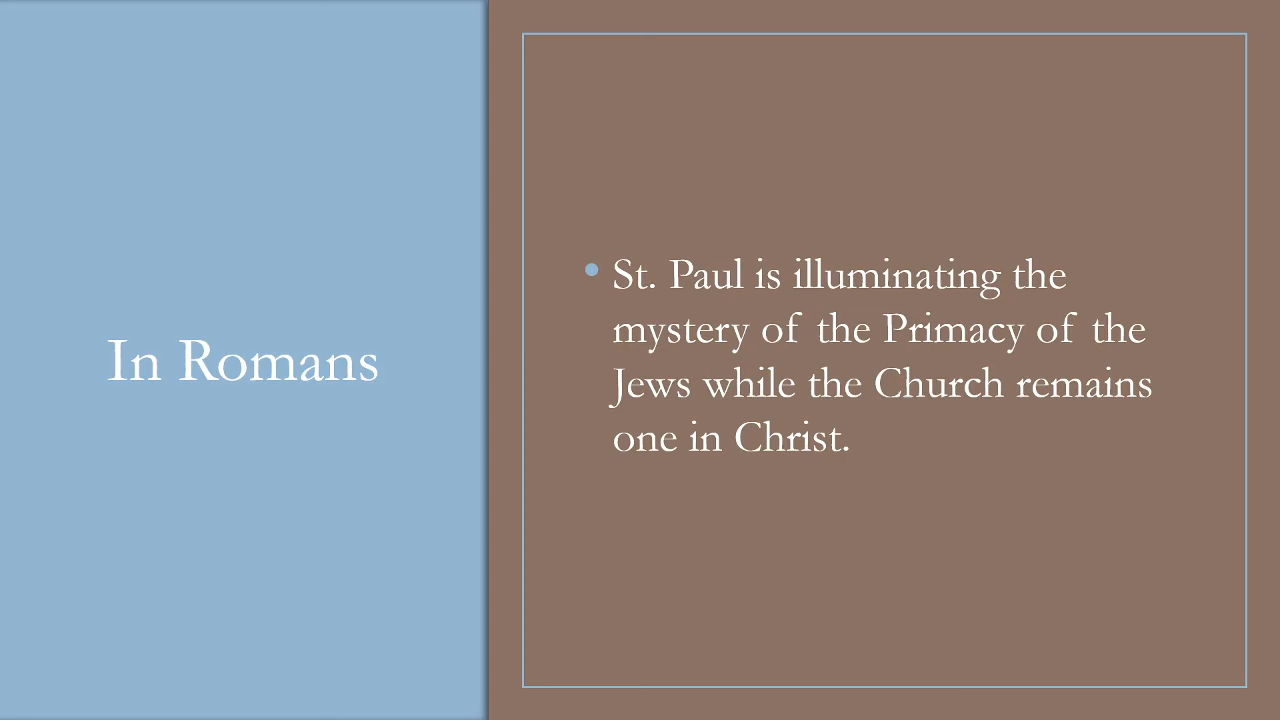 In Romans
• St. Paul is illuminating the
mystery of the Primacy of the
Jews while the Church remains
one in Christ.